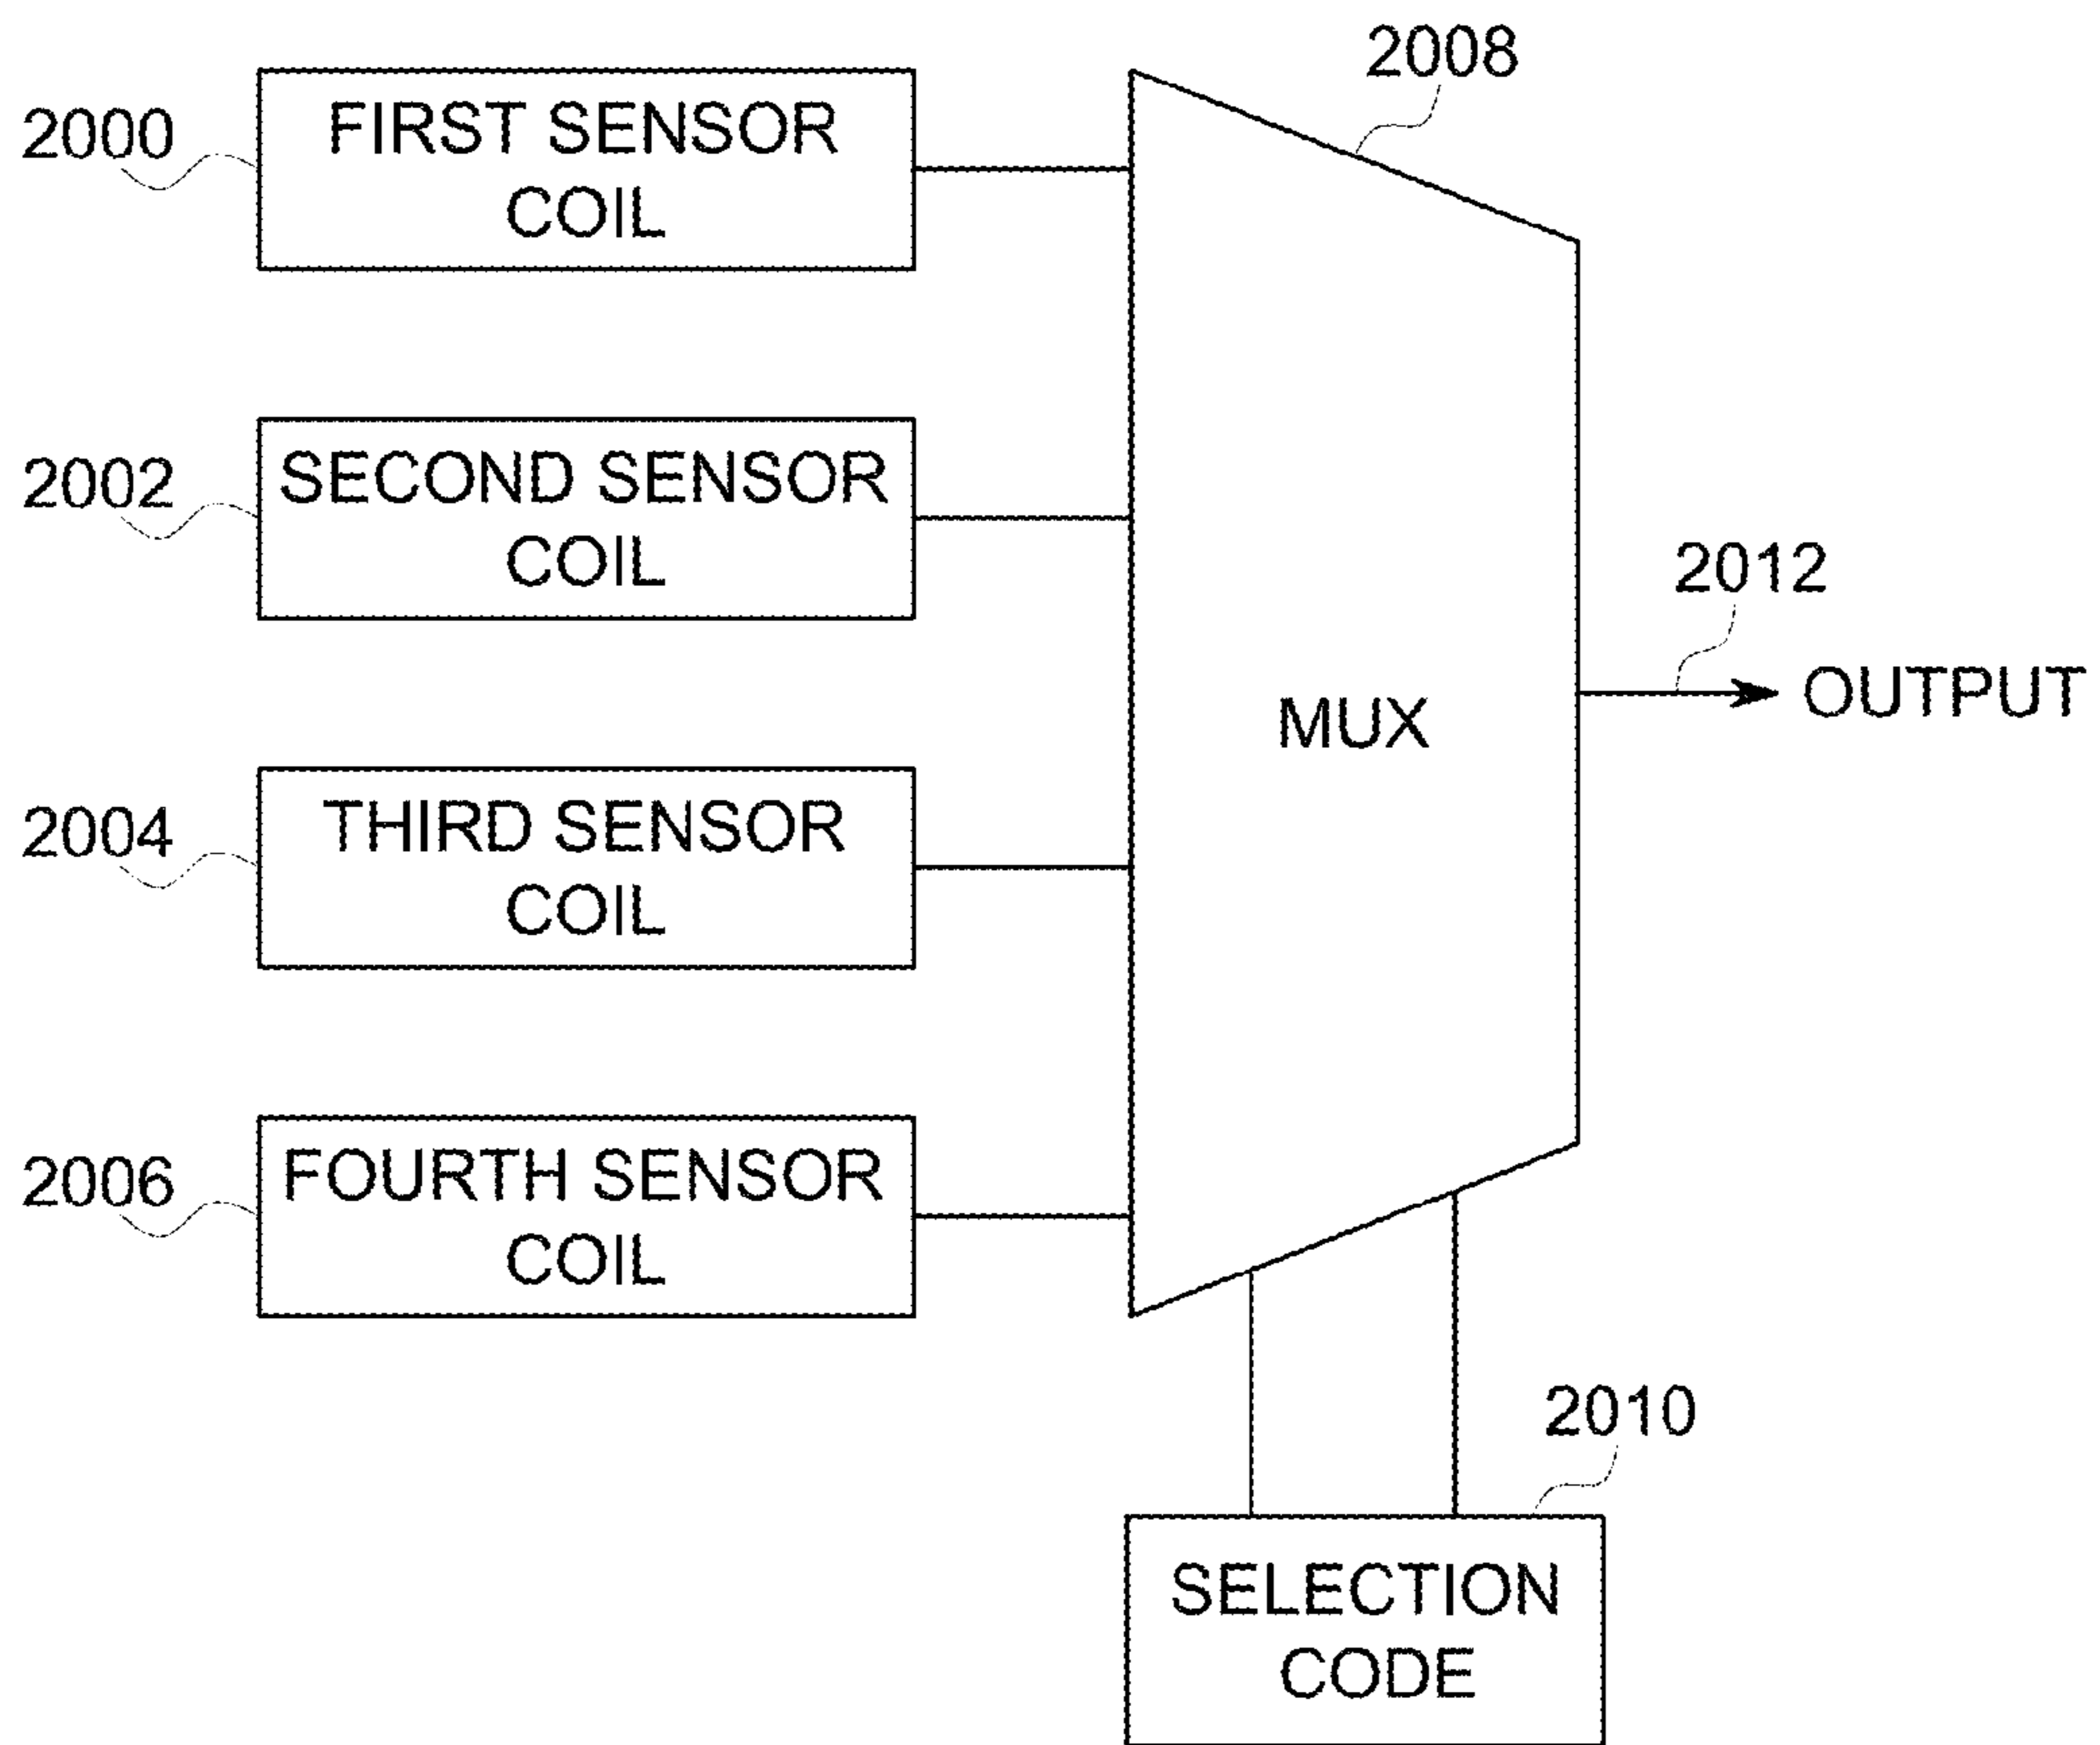 2008
2000
FIRST SENSOR
COIL
2002
SECOND SENSOR
COIL
2012
OUTPUT
MUX
2004
THIRD SENSOR
COIL
2006
FOURTH SENSOR
COIL
2010
SELECTION
CODE